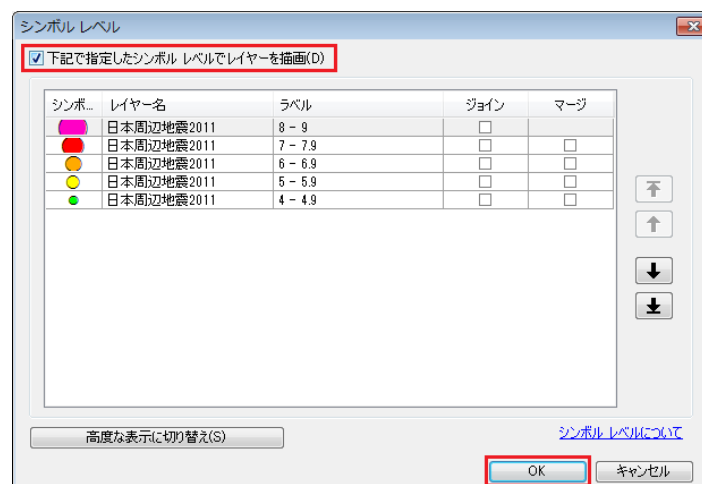 シンボル レベル
下記で指定したシンボル レベルでレイヤーを描画(D)
シンボ... レイヤー名 ラベル ジョイン マージ
日本周辺地震2011 8 - 9
日本周辺地震2011 7 - 7.9
日本周辺地震2011 6 - 6.9
日本周辺地震2011 5 - 5.9
日本周辺地震2011 4 - 4.9
高度な表示に切り替え(S)
シンボル レベルについて
OK キャンセル